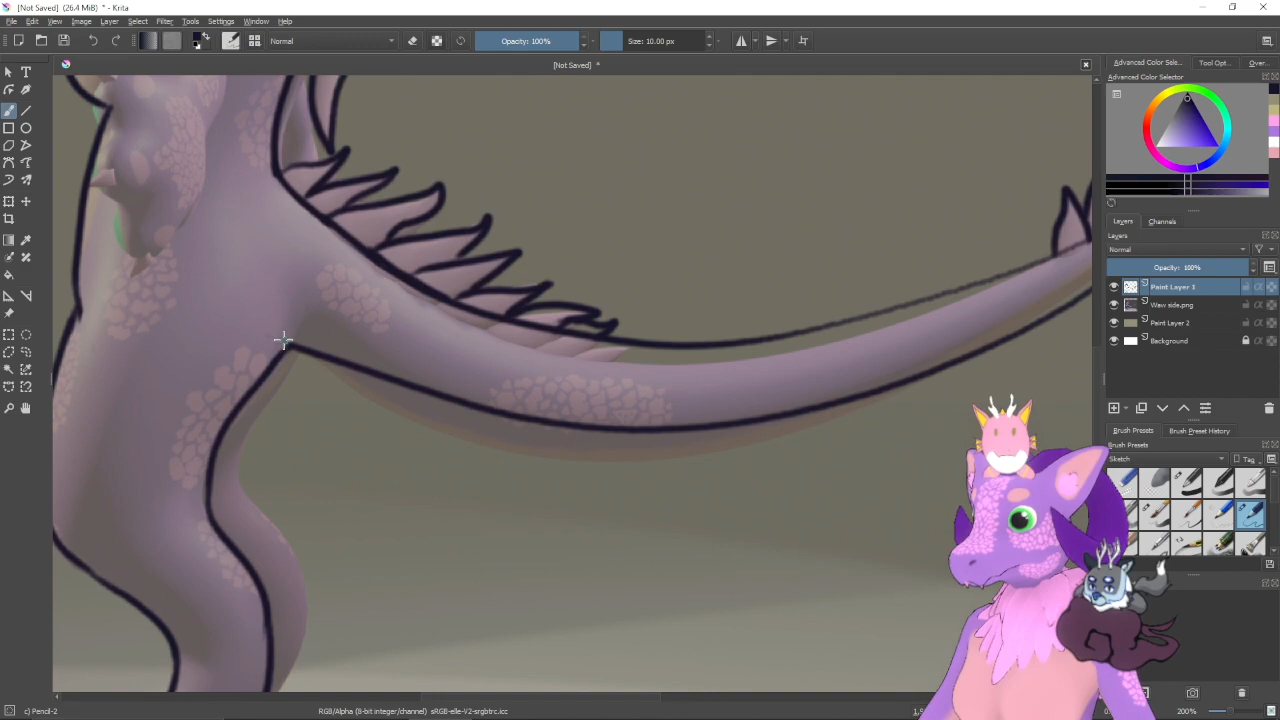 [Not Saved] (26.4 MiB) * - Krita
File Edit View Image Layer Select Filter Tools Settings Window Help
Normal
Opacity: 100%
Size: 10.00 px
[Not Saved] *
Advanced Color Sele... Tool Opt... Over...
Advanced Color Selector
Layers Channels
Layers
Normal
Opacity: 100%
Paint Layer 1
Waw side.png
Paint Layer 2
Background
Brush Presets Brush Preset History
Brush Presets
Sketch
Tag
c) Pencil-2
RGB/Alpha (8-bit integer/channel) sRGB-elle-V2-srgbtrc.icc
200%